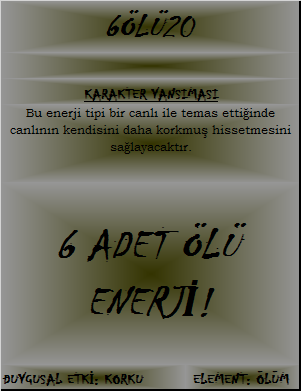 6ÖLÜ20
KARAKTER YANSIMASI
Bu enerji tipi bir canlı ile temas ettiğinde
canlının kendisini daha korkmuş hissetmesini
sağlayacaktır.
6 ADET ÖLÜ
ENERJİ!
DUYGUSAL ETKİ: KORKU ELEMENT: ÖLÜM